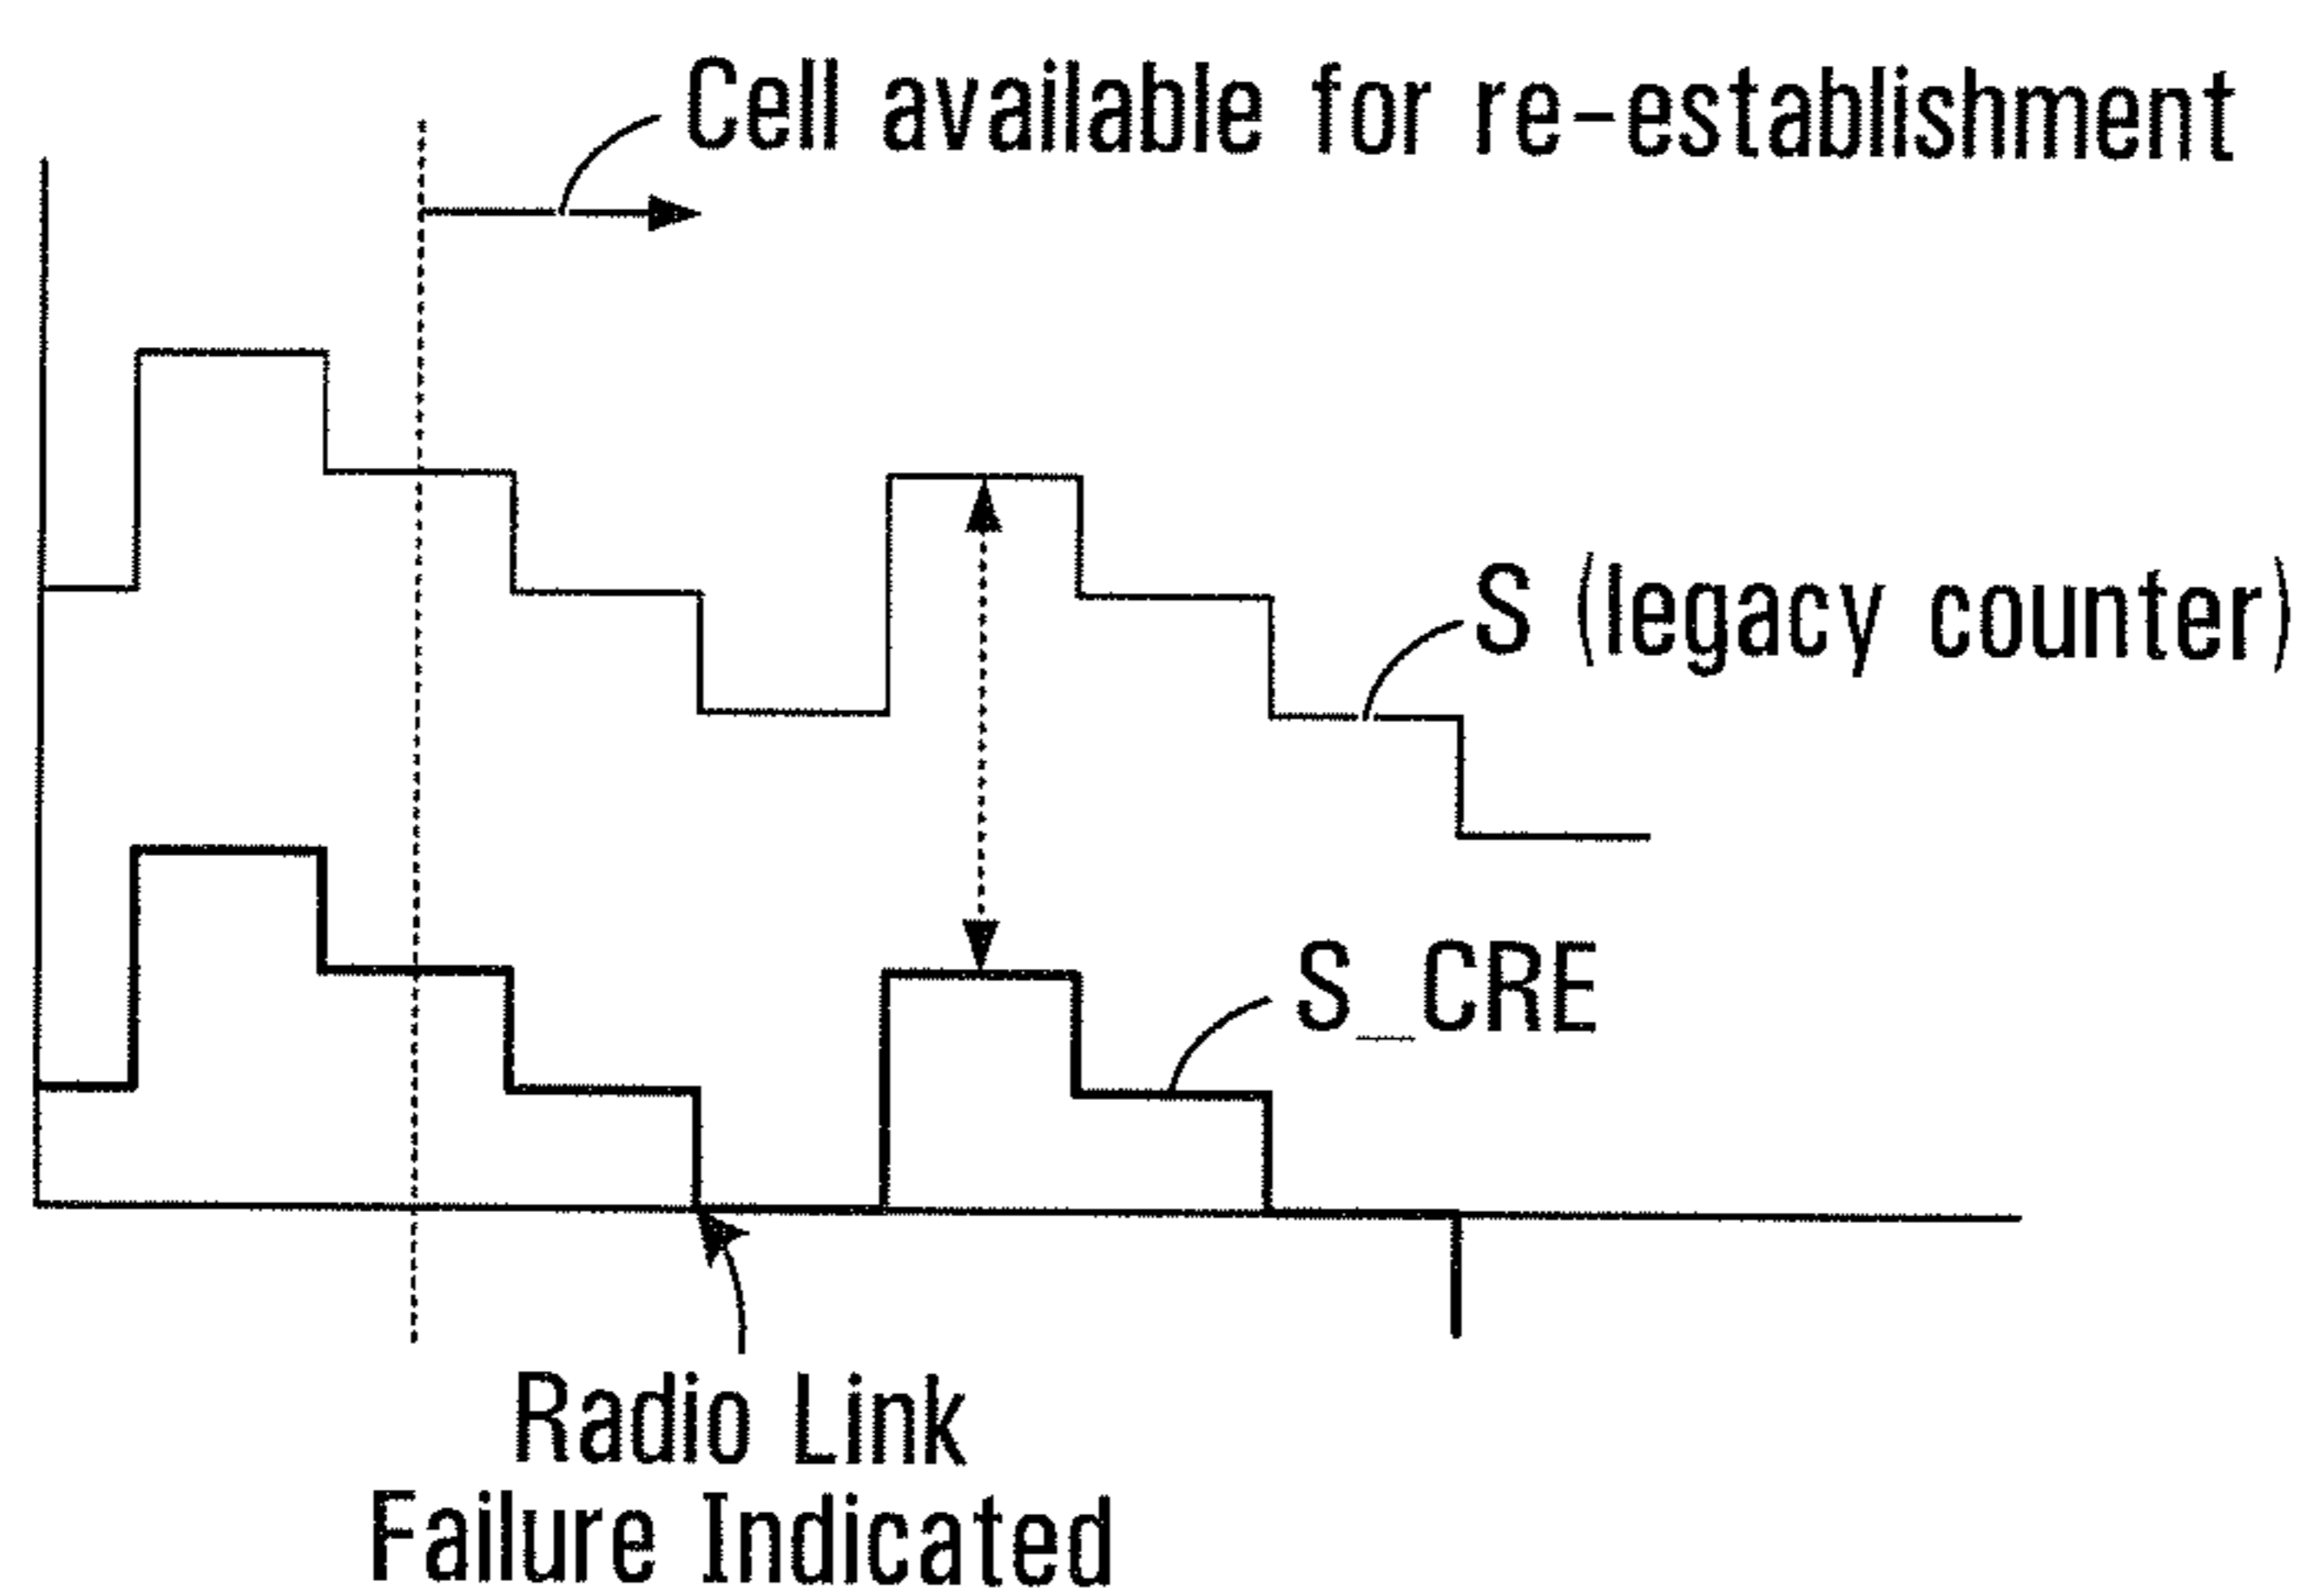 Cell available for re-establishment
S (legacy counter)
S_CRE
Radio Link
Failure Indicated